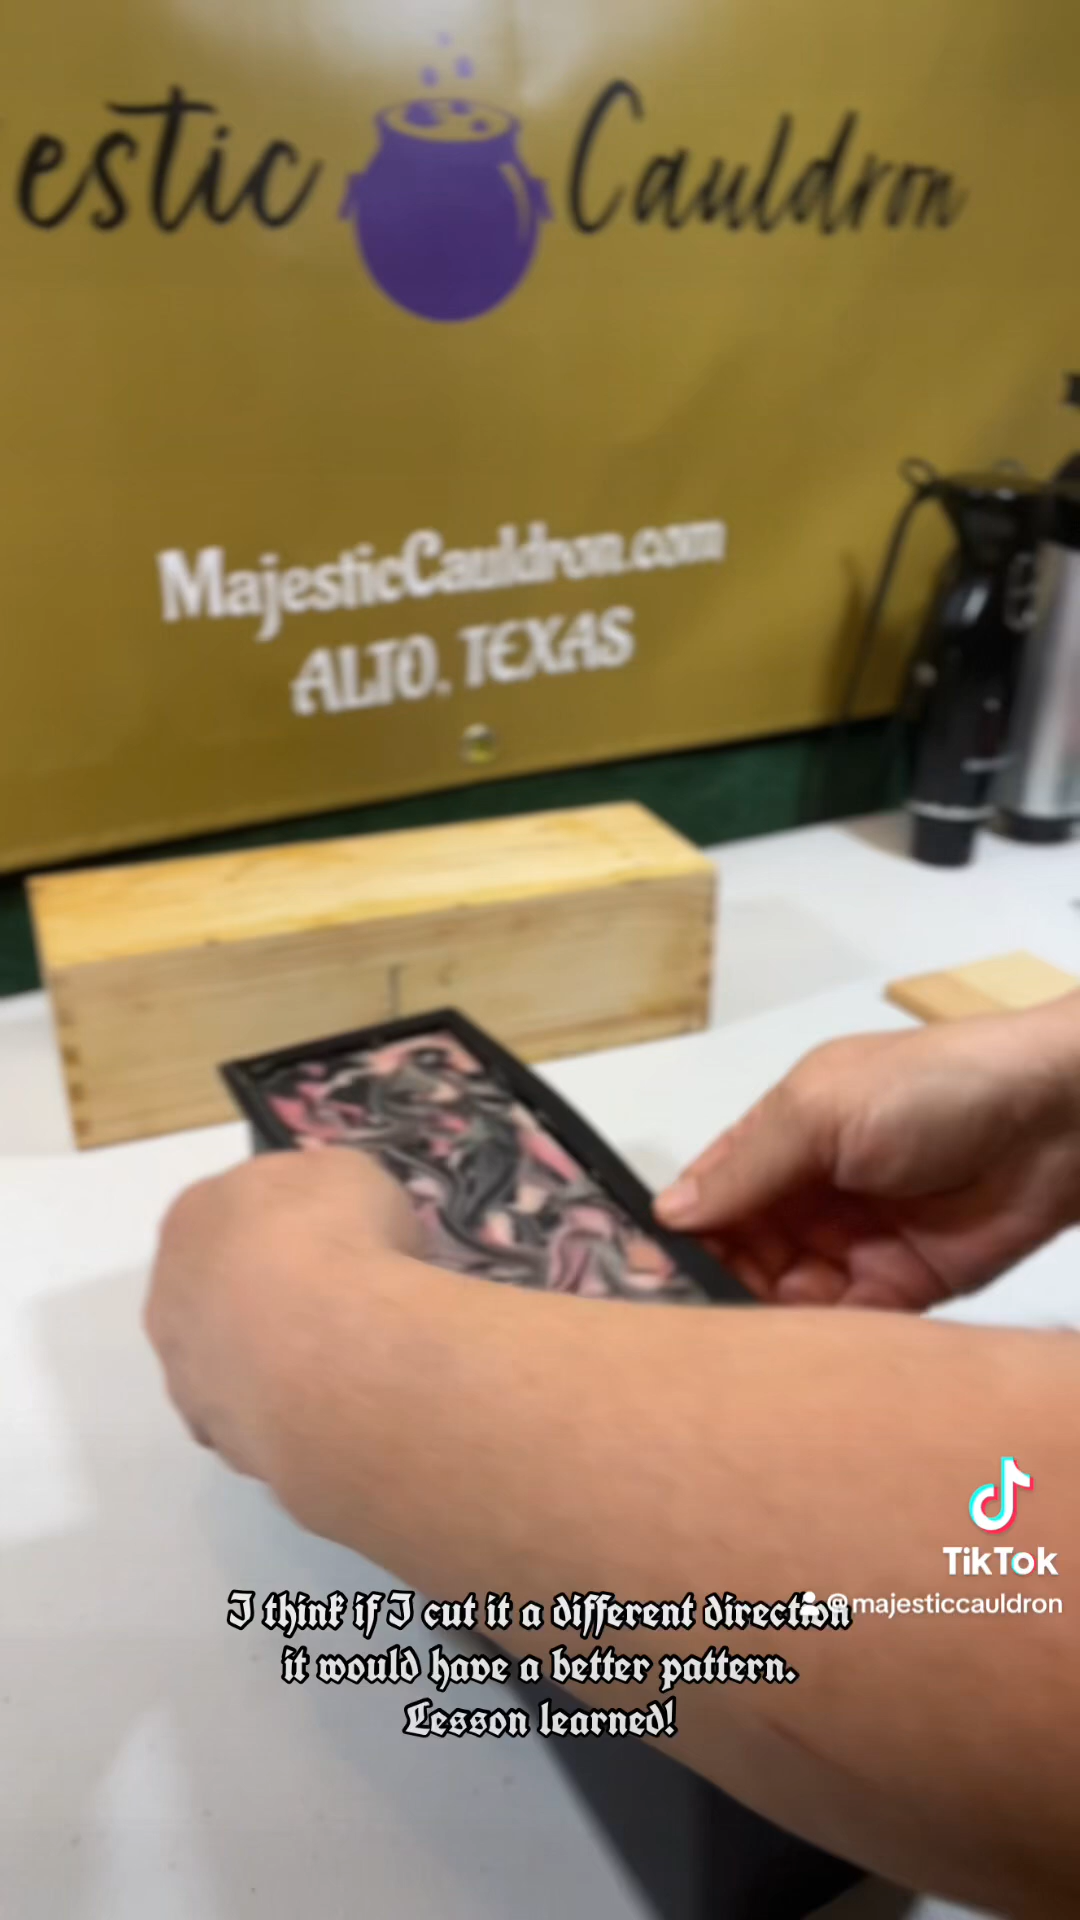 estic Cauldron
MajesticCauldron.com
ALTO, TEXAS
TikTok
@majesticcauldron
I think if I cut it a different direction
it would have a better pattern.
Lesson learned!